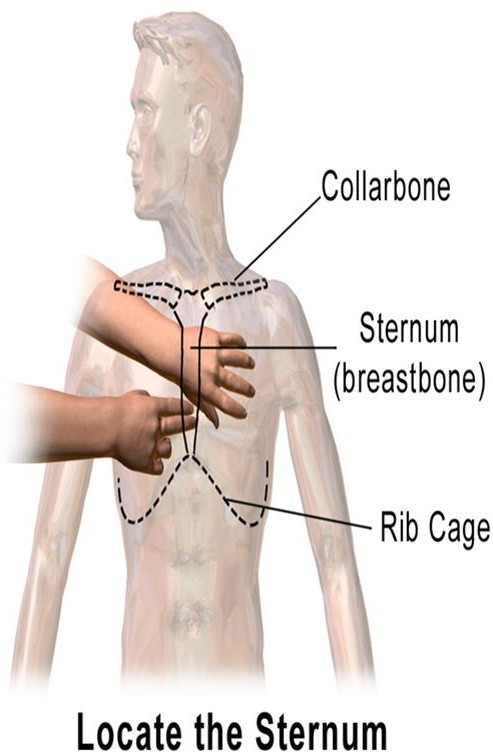 Collarbone
Sternum
(breastbone)
Rib Cage
Locate the Sternum